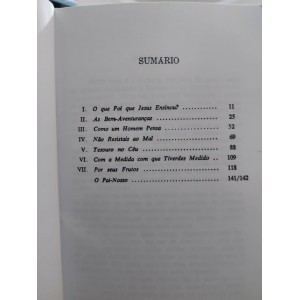 SUMÁRIO
I. O que Foi que Jesus Ensinou? ............ 11
II. As Bem-Aventuranças .................... 25
III. Como um Homem Pensa ................. 52
IV. Não Resistais ao Mal .................... 69
V. Tesouro no Céu ......................... 88
VI. Com a Medida com que Tiverdes Medido .. 109
VII. Por seus Frutos ......................... 118
O Pai-Nosso ........................ 141/142